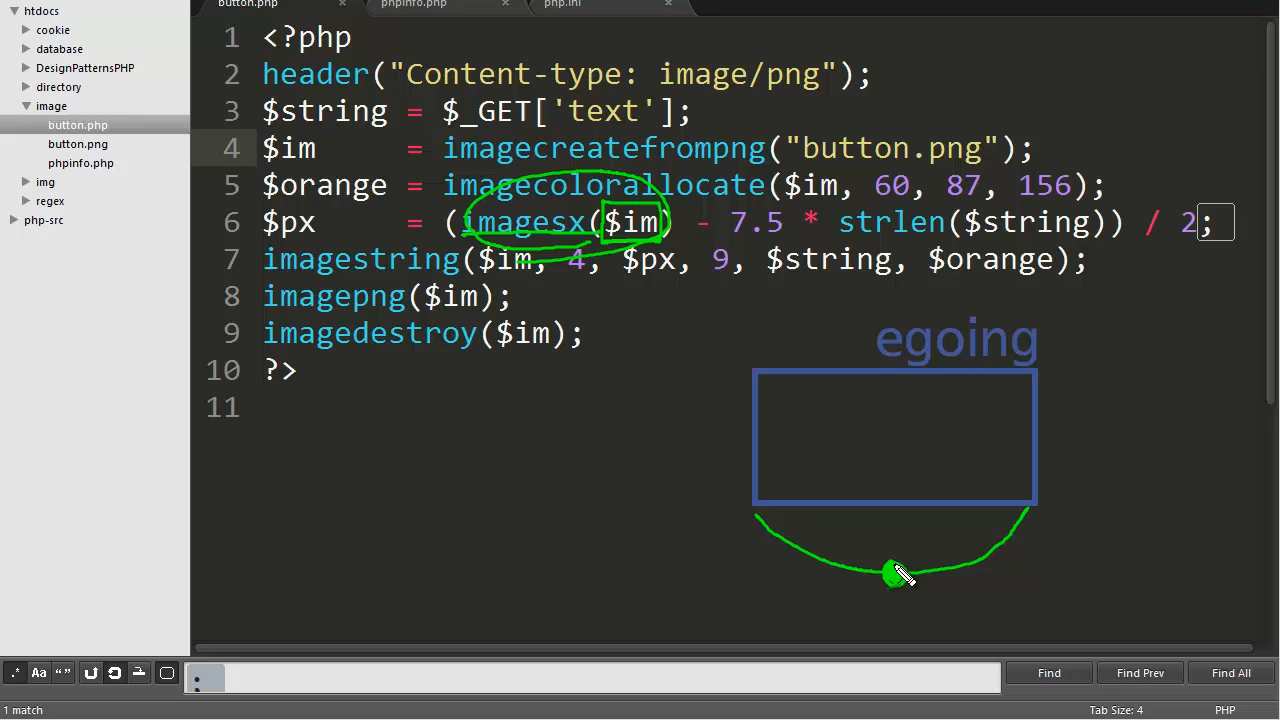 htdocs
cookie
database
DesignPatternsPHP
directory
image
button.php
button.png
phpinfo.php
img
regex
php-src
button.php × phpinfo.php × php.ini ×
1 <?php
2 header("Content-type: image/png");
3 $string = $_GET['text'];
4 $im = imagecreatefrompng("button.png");
5 $orange = imagecolorallocate($im, 60, 87, 156);
6 $px = (imagesx($im) - 7.5 * strlen($string)) / 2;
7 imagestring($im, 4, $px, 9, $string, $orange);
8 imagepng($im);
9 imagedestroy($im);
10 ?>
11
egoing
.* Aa “ ” ; Find Find Prev Find All
1 match Tab Size: 4 PHP